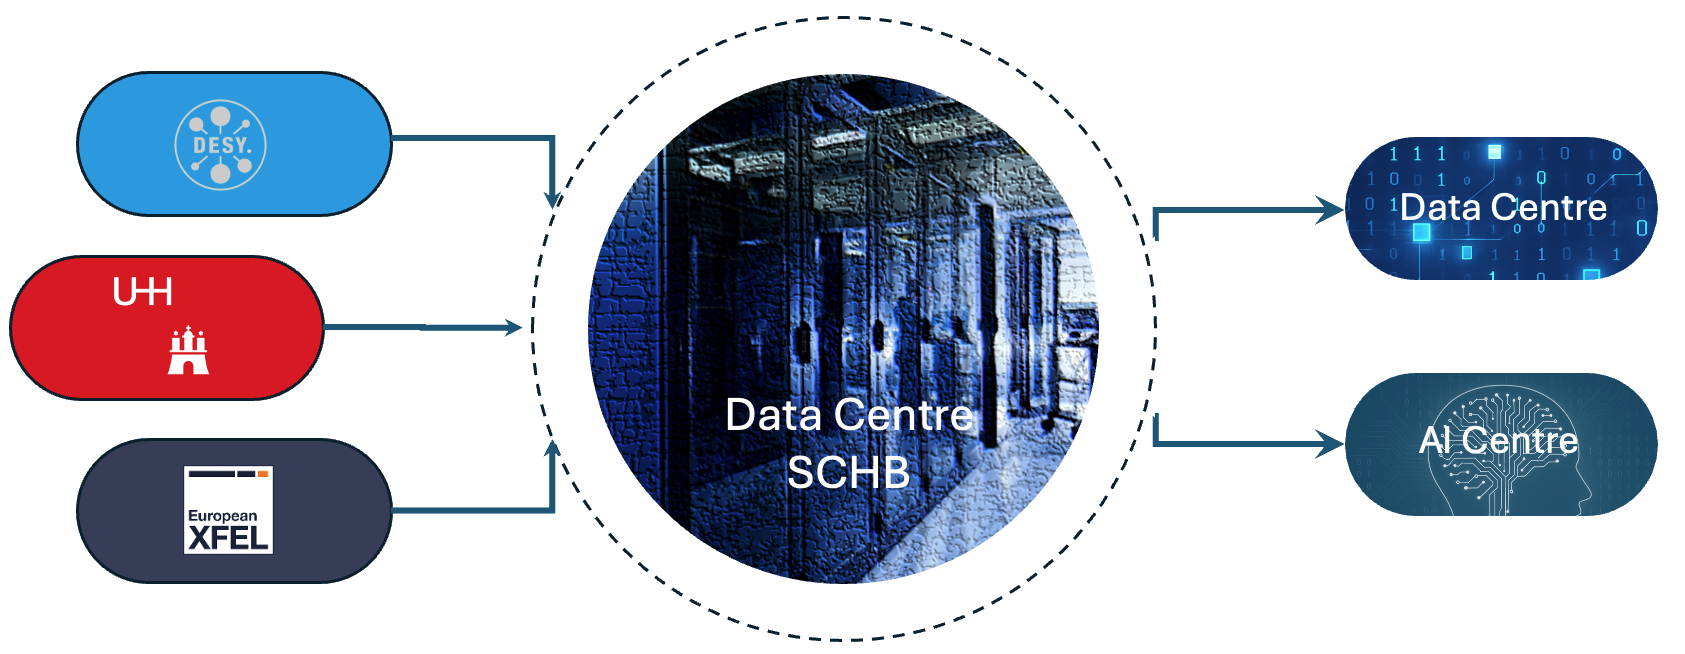 DESY.
UHH
European
XFEL
Data Centre
SCHB
Data Centre
AI Centre